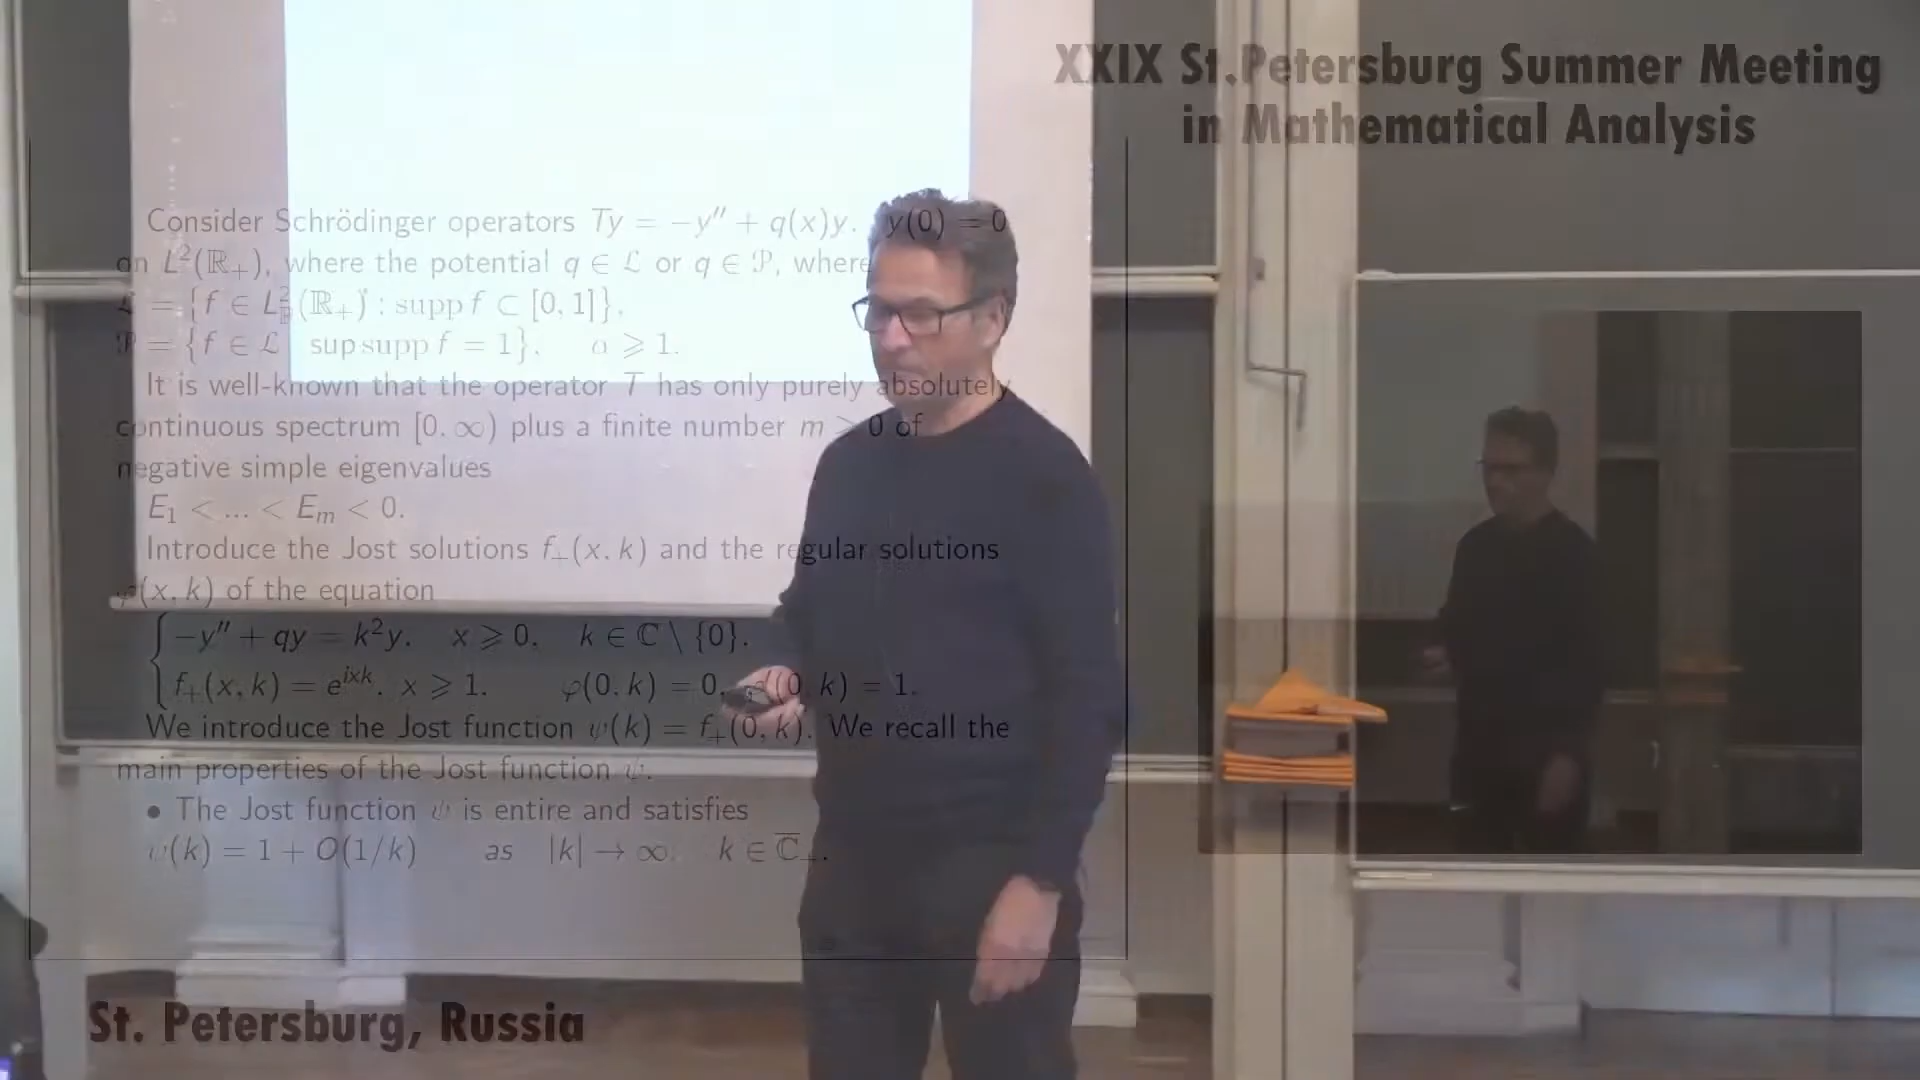 XXIX St.Petersburg Summer Meeting
in Mathematical Analysis
Consider Schrödinger operators Ty = −y″ + q(x)y, y(0) = 0
on L²(ℝ₊), where the potential q ∈ ℒ or q ∈ 𝒫, where
ℒ = {f ∈ L²(ℝ₊) : supp f ⊂ [0, 1]},
𝒫 = {f ∈ ℒ sup supp f = 1}, α ⩾ 1.
It is well-known that the operator T has only purely absolutely
continuous spectrum [0, ∞) plus a finite number m ⩾ 0 of
negative simple eigenvalues
E₁ < ... < Eₘ < 0.
Introduce the Jost solutions f₊(x, k) and the regular solutions
φ(x, k) of the equation
−y″ + qy = k²y, x ⩾ 0, k ∈ ℂ \ {0},
f₊(x, k) = e^{ixk}, x ⩾ 1, φ(0, k) = 0, (0, k) = 1.
We introduce the Jost function ψ(k) = f₊(0, k). We recall the
main properties of the Jost function ψ.
• The Jost function ψ is entire and satisfies
ψ(k) = 1 + O(1/k) as |k| → ∞, k ∈ ℂ̅₊.
St. Petersburg, Russia